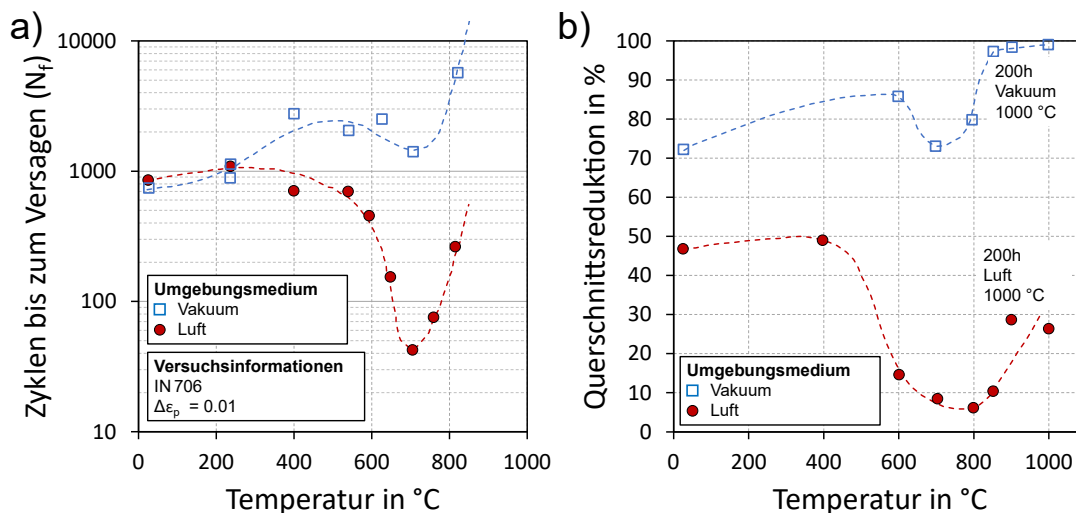 a)
Zyklen bis zum Versagen (Nf)
10000
1000
100
10
Umgebungsmedium
Vakuum
Luft
Versuchsinformationen
IN 706
Δεp = 0.01
0 200 400 600 800 1000
Temperatur in °C
b)
Querschnittsreduktion in %
100
90
80
70
60
50
40
30
20
10
0
200h
Vakuum
1000 °C
200h
Luft
1000 °C
Umgebungsmedium
Vakuum
Luft
0 200 400 600 800 1000
Temperatur in °C